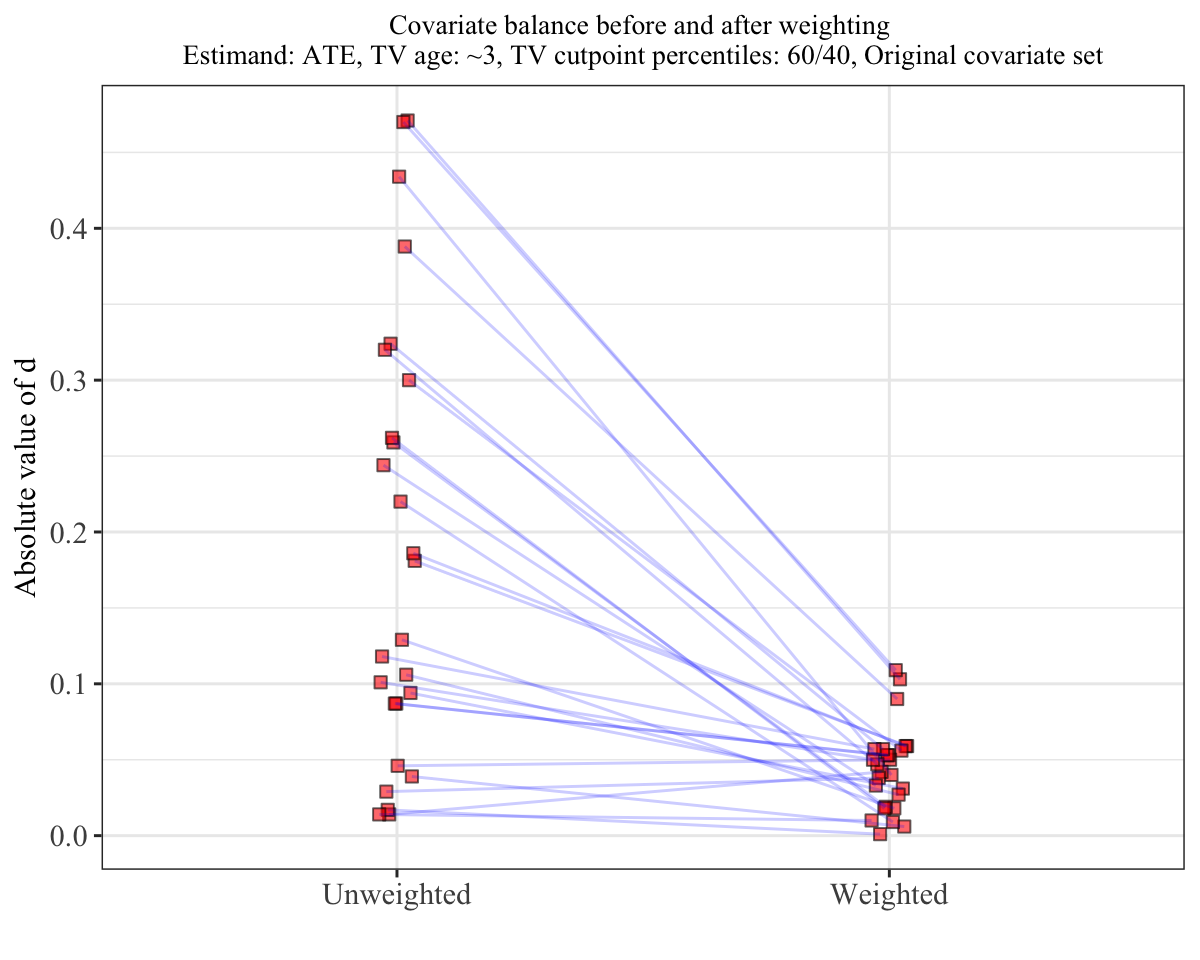 Covariate balance before and after weighting
Estimand: ATE, TV age: ~3, TV cutpoint percentiles: 60/40, Original covariate set
Absolute value of d
0.4
0.3
0.2
0.1
0.0
Unweighted
Weighted